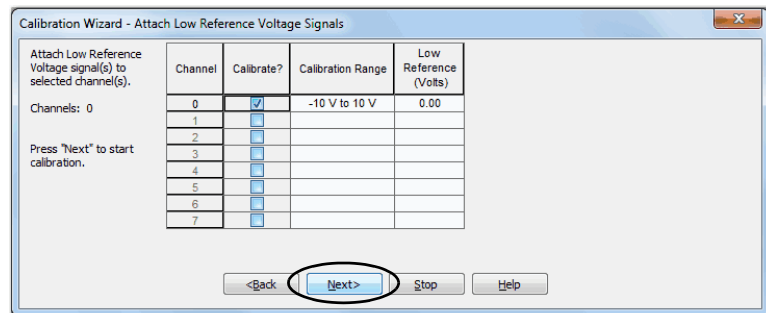 Calibration Wizard - Attach Low Reference Voltage Signals
Attach Low Reference
Voltage signal(s) to
selected channel(s).
Channels: 0
Press "Next" to start
calibration.
Channel Calibrate? Calibration Range Low Reference (Volts)
0 -10 V to 10 V 0.00
1
2
3
4
5
6
7
<Back Next> Stop Help